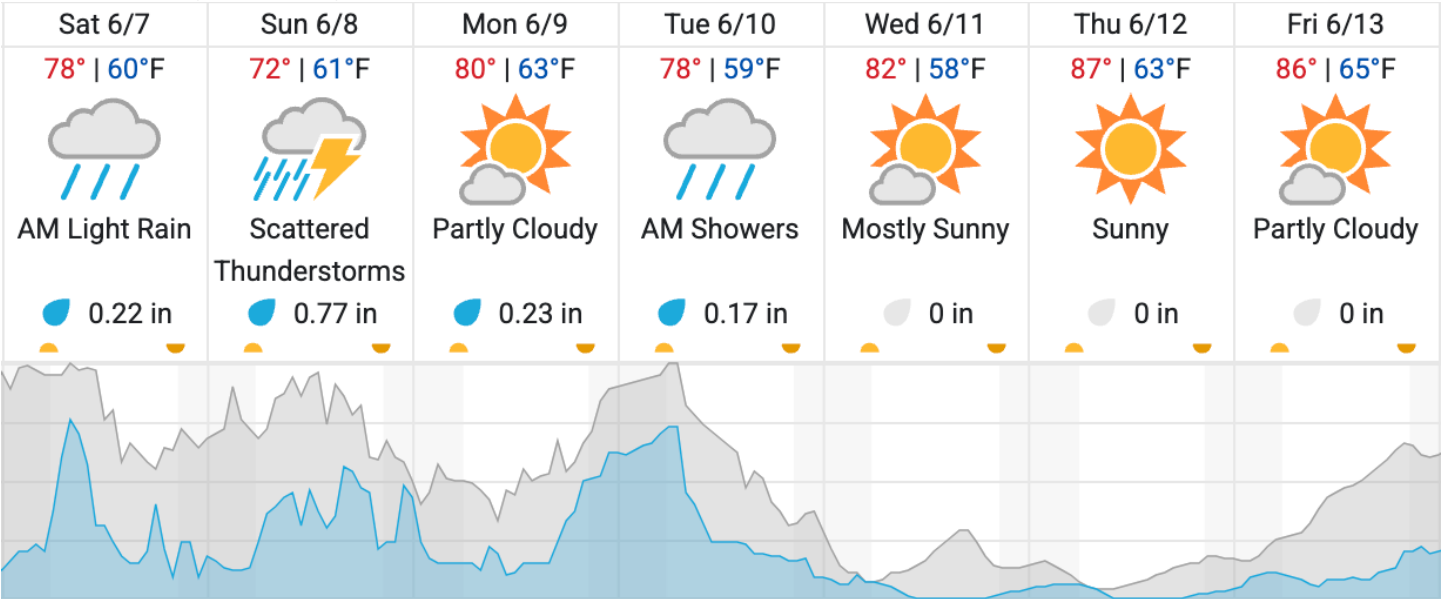 Sat 6/7 Sun 6/8 Mon 6/9 Tue 6/10 Wed 6/11 Thu 6/12 Fri 6/13
78° | 60°F 72° | 61°F 80° | 63°F 78° | 59°F 82° | 58°F 87° | 63°F 86° | 65°F
AM Light Rain Scattered Partly Cloudy AM Showers Mostly Sunny Sunny Partly Cloudy
Thunderstorms
0.22 in 0.77 in 0.23 in 0.17 in 0 in 0 in 0 in